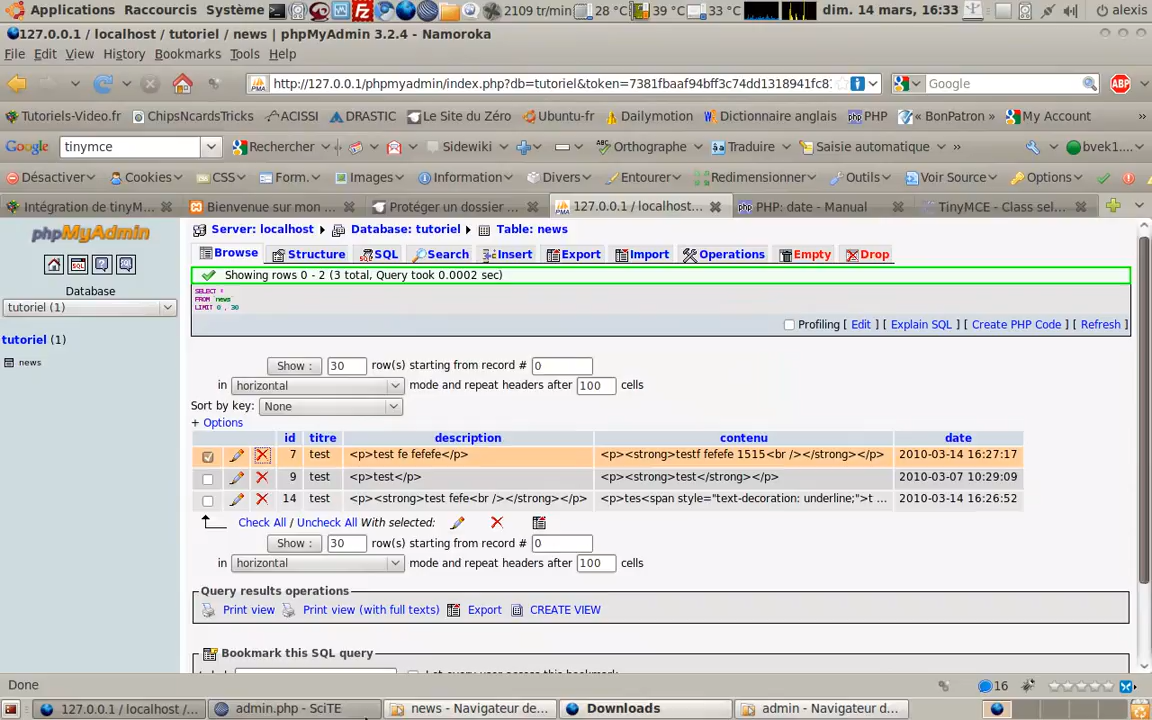 Applications Raccourcis Système 2109 tr/min 28 °C 39 °C 33 °C dim. 14 mars, 16:33 alexis
127.0.0.1 / localhost / tutoriel / news | phpMyAdmin 3.2.4 - Namoroka
File Edit View History Bookmarks Tools Help
http://127.0.0.1/phpmyadmin/index.php?db=tutoriel&token=7381fbaaf94bff3c74dd1318941fc8: Google ABP
Tutoriels-Video.fr ChipsNcardsTricks ACISSI DRASTIC Le Site du Zéro Ubuntu-fr Dailymotion Dictionnaire anglais PHP « BonPatron » My Account »
Google tinymce Rechercher Sidewiki Orthographe Traduire Saisie automatique » bvek1....
Désactiver Cookies CSS Form. Images Information Divers Entourer Redimensionner Outils Voir Source Options
Intégration de tinyM... Bienvenue sur mon ... Protéger un dossier ... 127.0.0.1 / localhost... PHP: date - Manual TinyMCE - Class sel...
phpMyAdmin
Server: localhost Database: tutoriel Table: news
Browse Structure SQL Search Insert Export Import Operations Empty Drop
Showing rows 0 - 2 (3 total, Query took 0.0002 sec)
Database
tutoriel (1)
SELECT *
FROM `news`
LIMIT 0 , 30
Profiling [ Edit ] [ Explain SQL ] [ Create PHP Code ] [ Refresh ]
tutoriel (1)
news
Show : 30 row(s) starting from record # 0
in horizontal mode and repeat headers after 100 cells
Sort by key: None
+ Options
id titre description contenu date
7 test <p>test fe fefefe</p> <p><strong>testf fefefe 1515<br /></strong></p> 2010-03-14 16:27:17
9 test <p>test</p> <p><strong>test</strong></p> 2010-03-07 10:29:09
14 test <p><strong>test fefe<br /></strong></p> <p>tes<span style="text-decoration: underline;">t ... 2010-03-14 16:26:52
Check All / Uncheck All With selected:
Show : 30 row(s) starting from record # 0
in horizontal mode and repeat headers after 100 cells
Query results operations
Print view Print view (with full texts) Export CREATE VIEW
Bookmark this SQL query
Done 16
127.0.0.1 / localhost /... admin.php - SciTE news - Navigateur de... Downloads admin - Navigateur d...